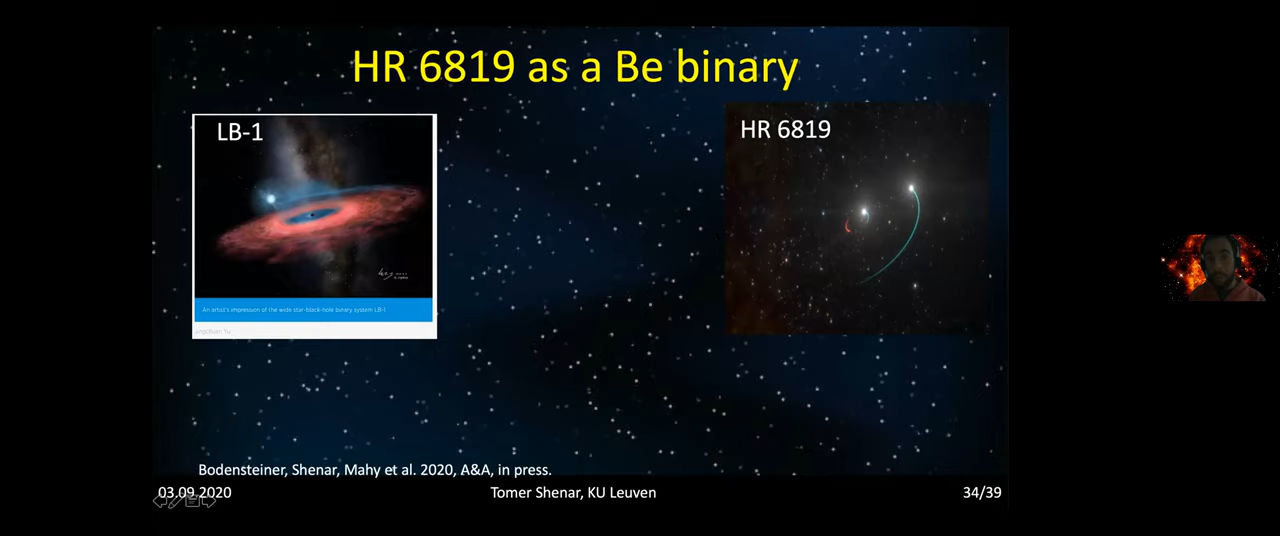 HR 6819 as a Be binary
LB-1
HR 6819
An artist's impression of the wide star-black-hole binary system LB-1
Jingchuan Yu
Bodensteiner, Shenar, Mahy et al. 2020, A&A, in press.
03.09.2020
Tomer Shenar, KU Leuven
34/39